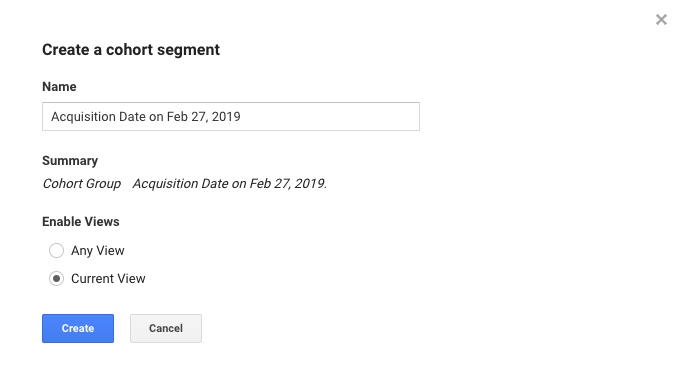 Create a cohort segment
Name
Acquisition Date on Feb 27, 2019
Summary
Cohort Group Acquisition Date on Feb 27, 2019.
Enable Views
Any View
Current View
Create Cancel